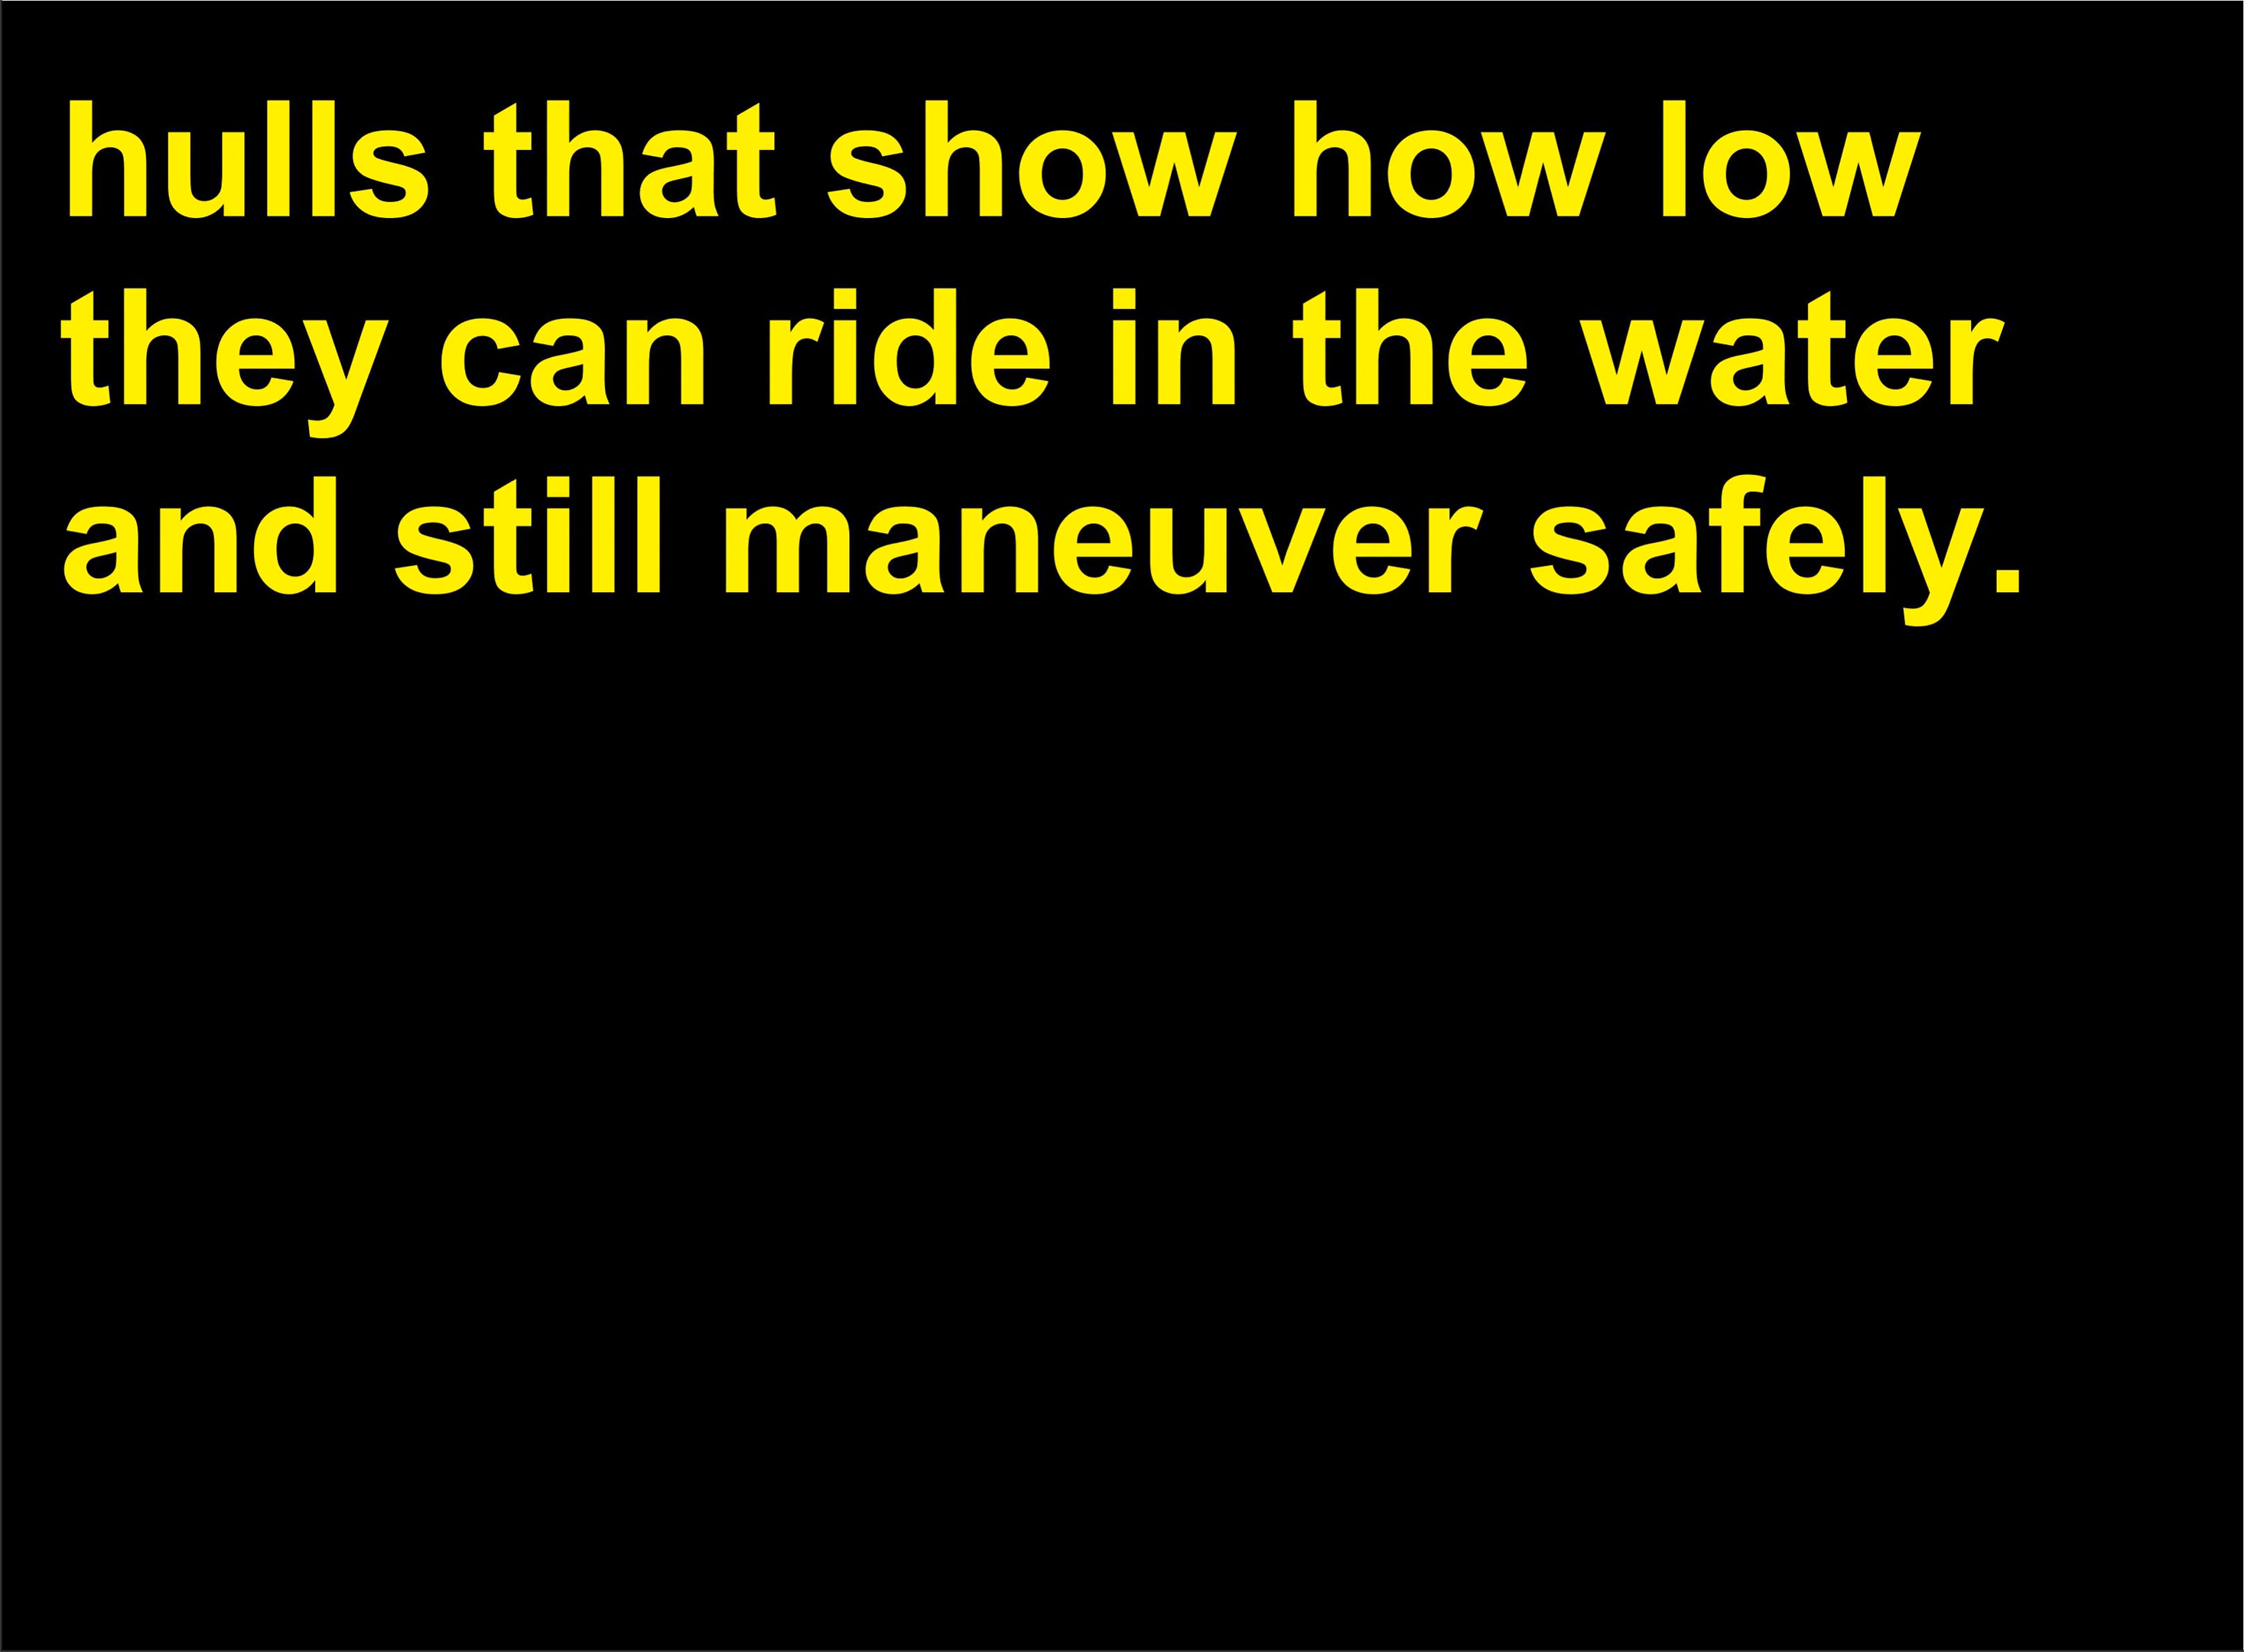 hulls that show how low
they can ride in the water
and still maneuver safely.